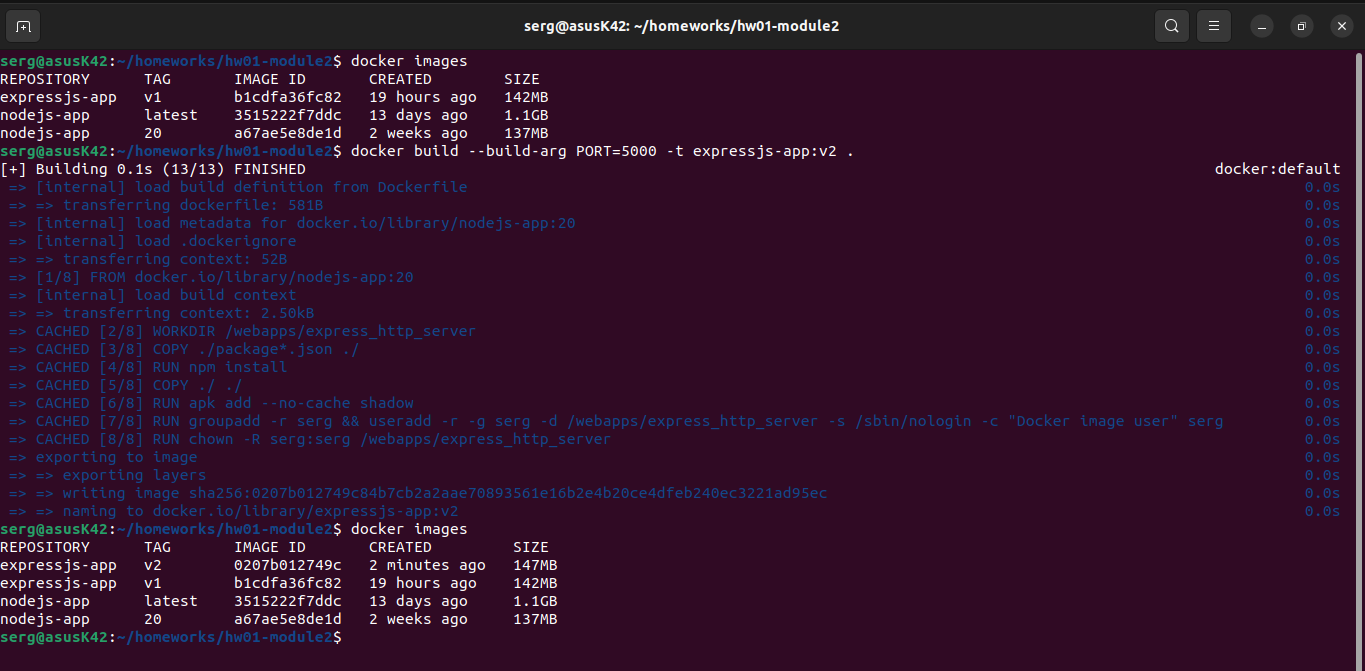 serg@asusK42: ~/homeworks/hw01-module2
serg@asusK42:~/homeworks/hw01-module2$ docker images
REPOSITORY      TAG       IMAGE ID       CREATED        SIZE
expressjs-app   v1        b1cdfa36fc82   19 hours ago   142MB
nodejs-app      latest    3515222f7ddc   13 days ago    1.1GB
nodejs-app      20        a67ae5e8de1d   2 weeks ago    137MB
serg@asusK42:~/homeworks/hw01-module2$ docker build --build-arg PORT=5000 -t expressjs-app:v2 .
[+] Building 0.1s (13/13) FINISHED docker:default
=> [internal] load build definition from Dockerfile 0.0s
=> => transferring dockerfile: 581B 0.0s
=> [internal] load metadata for docker.io/library/nodejs-app:20 0.0s
=> [internal] load .dockerignore 0.0s
=> => transferring context: 52B 0.0s
=> [1/8] FROM docker.io/library/nodejs-app:20 0.0s
=> [internal] load build context 0.0s
=> => transferring context: 2.50kB 0.0s
=> CACHED [2/8] WORKDIR /webapps/express_http_server 0.0s
=> CACHED [3/8] COPY ./package*.json ./ 0.0s
=> CACHED [4/8] RUN npm install 0.0s
=> CACHED [5/8] COPY ./ ./ 0.0s
=> CACHED [6/8] RUN apk add --no-cache shadow 0.0s
=> CACHED [7/8] RUN groupadd -r serg && useradd -r -g serg -d /webapps/express_http_server -s /sbin/nologin -c "Docker image user" serg 0.0s
=> CACHED [8/8] RUN chown -R serg:serg /webapps/express_http_server 0.0s
=> exporting to image 0.0s
=> => exporting layers 0.0s
=> => writing image sha256:0207b012749c84b7cb2a2aae70893561e16b2e4b20ce4dfeb240ec3221ad95ec 0.0s
=> => naming to docker.io/library/expressjs-app:v2 0.0s
serg@asusK42:~/homeworks/hw01-module2$ docker images
REPOSITORY      TAG       IMAGE ID       CREATED         SIZE
expressjs-app   v2        0207b012749c   2 minutes ago   147MB
expressjs-app   v1        b1cdfa36fc82   19 hours ago    142MB
nodejs-app      latest    3515222f7ddc   13 days ago     1.1GB
nodejs-app      20        a67ae5e8de1d   2 weeks ago     137MB
serg@asusK42:~/homeworks/hw01-module2$